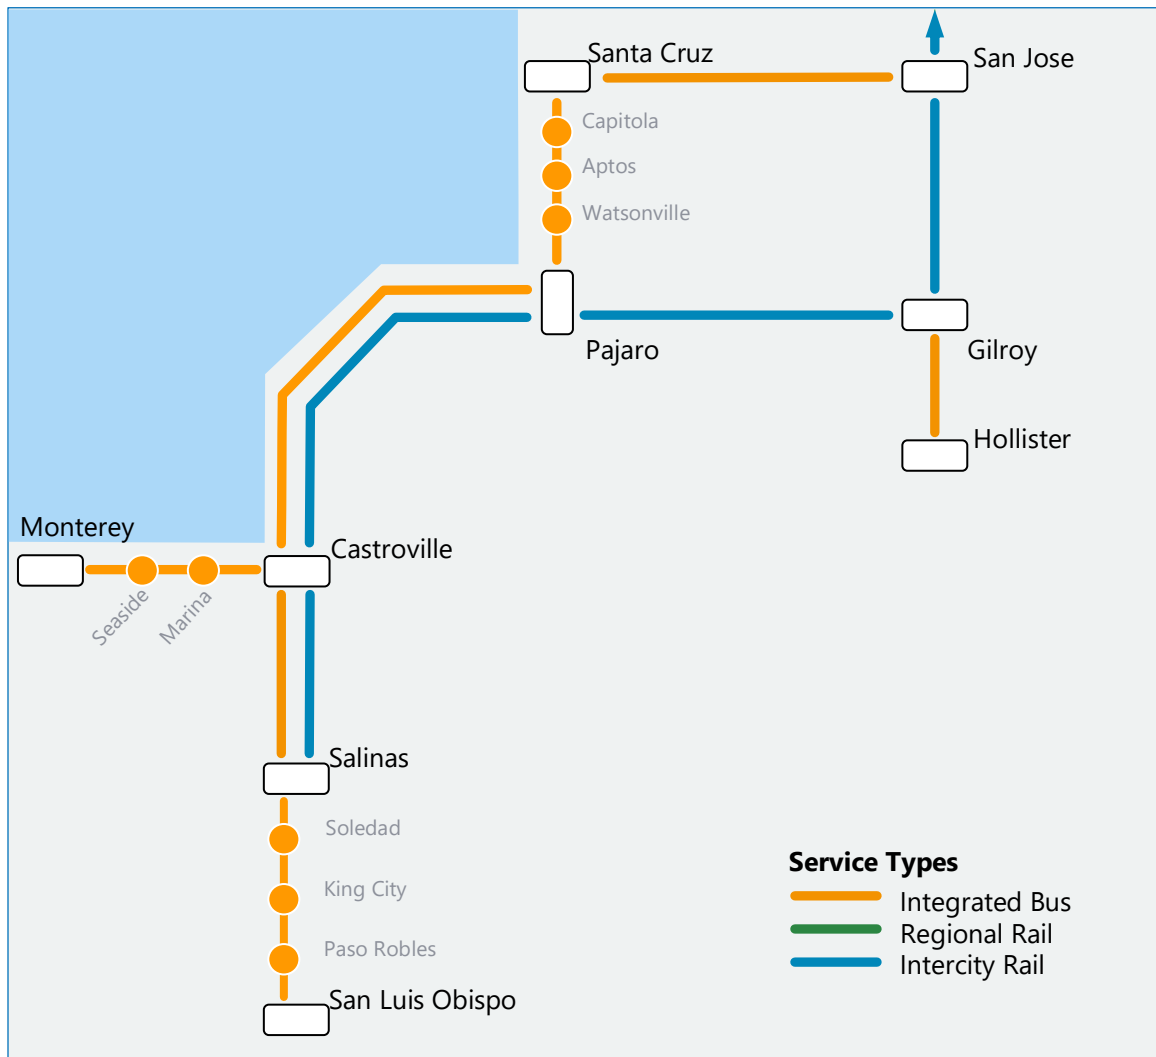 Santa Cruz
San Jose
Capitola
Aptos
Watsonville
Pajaro
Gilroy
Hollister
Monterey
Castroville
Seaside
Marina
Salinas
Soledad
King City
Paso Robles
San Luis Obispo
Service Types
Integrated Bus
Regional Rail
Intercity Rail